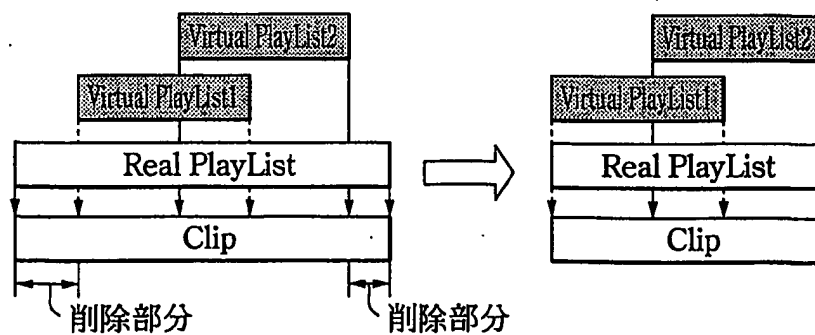 Virtual PlayList2
Virtual PlayList1
Real PlayList
Clip
削除部分
削除部分
Virtual PlayList2
Virtual PlayList1
Real PlayList
Clip